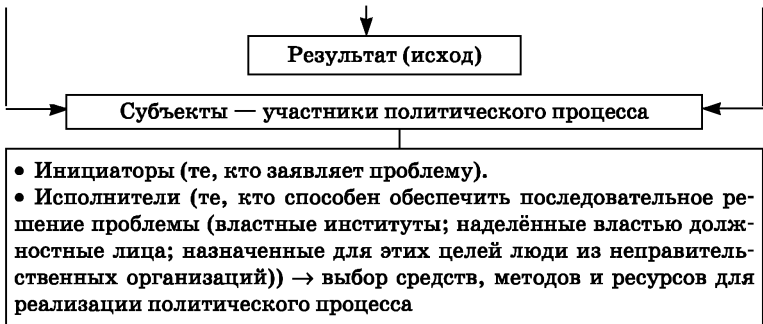 Результат (исход)
Субъекты — участники политического процесса
• Инициаторы (те, кто заявляет проблему).
• Исполнители (те, кто способен обеспечить последовательное ре-
шение проблемы (властные институты; наделённые властью долж-
ностные лица; назначенные для этих целей люди из неправитель-
ственных организаций)) → выбор средств, методов и ресурсов для
реализации политического процесса